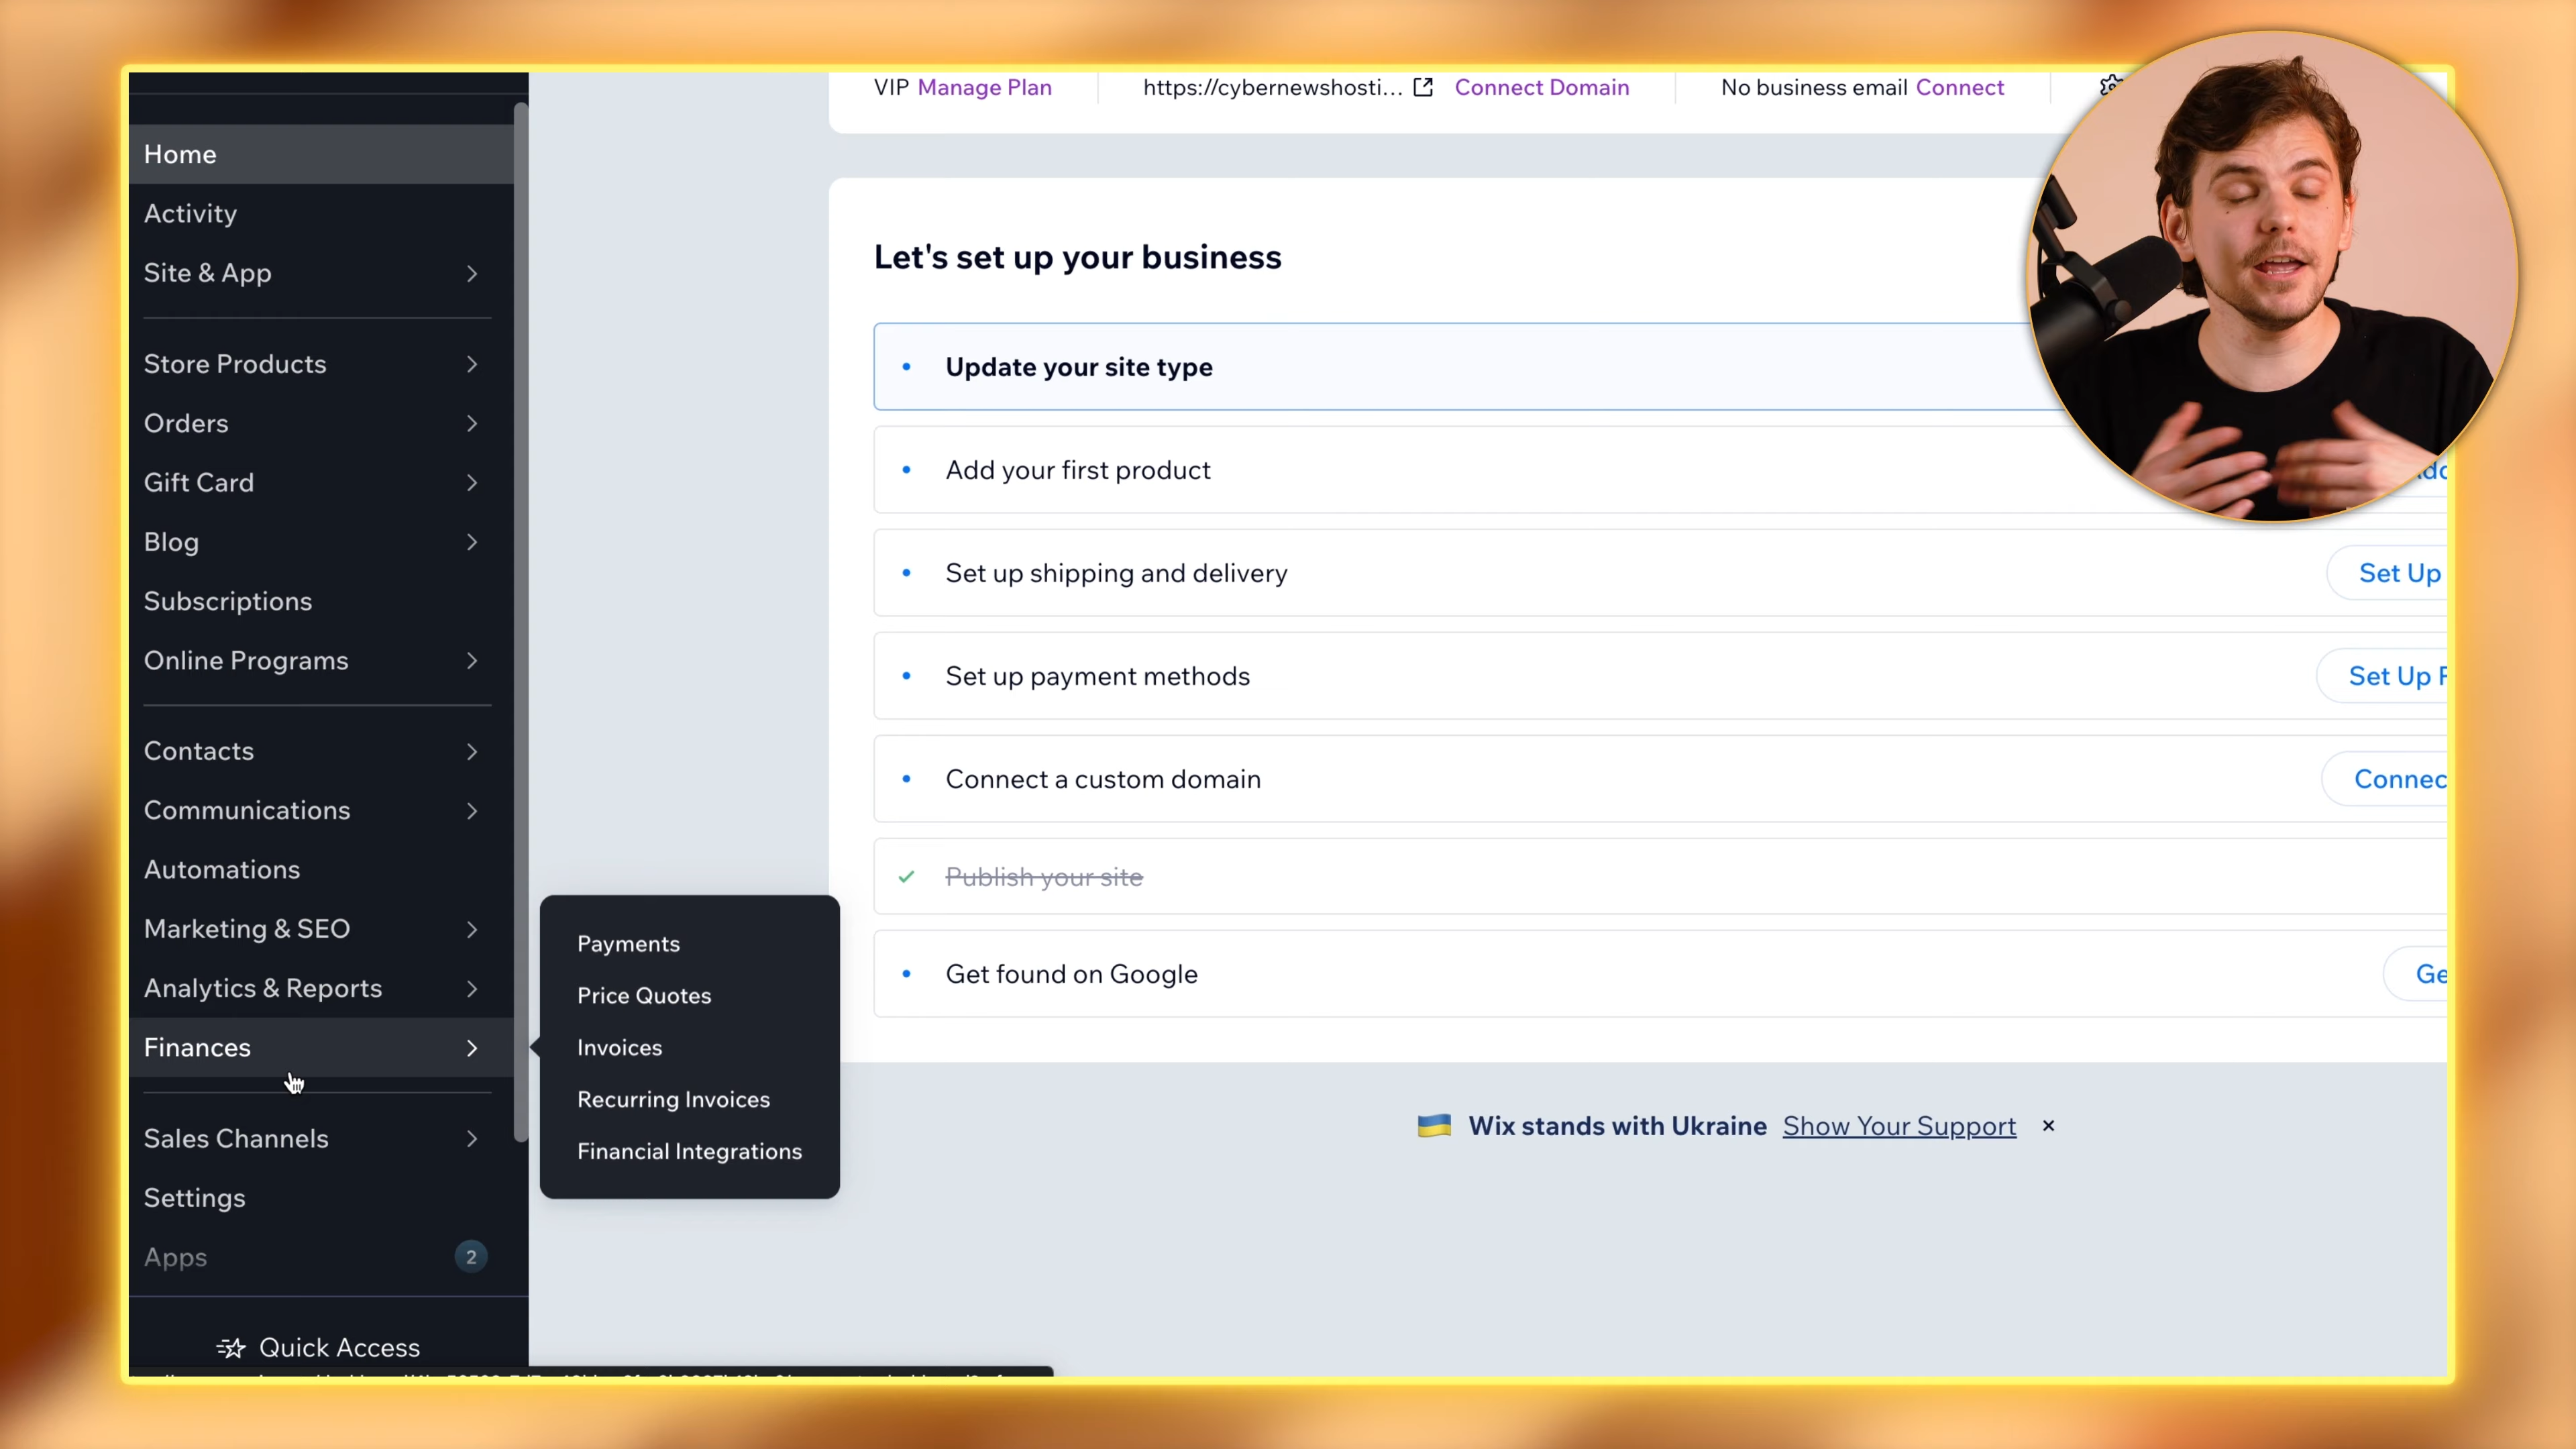 VIP Manage Plan
https://cybernewshosti... Connect Domain
No business email Connect
Home
Activity
Site & App
Store Products
Orders
Gift Card
Blog
Subscriptions
Online Programs
Contacts
Communications
Automations
Marketing & SEO
Analytics & Reports
Finances
Sales Channels
Settings
Apps 2
Quick Access
Payments
Price Quotes
Invoices
Recurring Invoices
Financial Integrations
Let's set up your business
Update your site type
Add your first product
Set up shipping and delivery
Set Up
Set up payment methods
Set Up
Connect a custom domain
Connec
Publish your site
Get found on Google
Ge
Wix stands with Ukraine Show Your Support